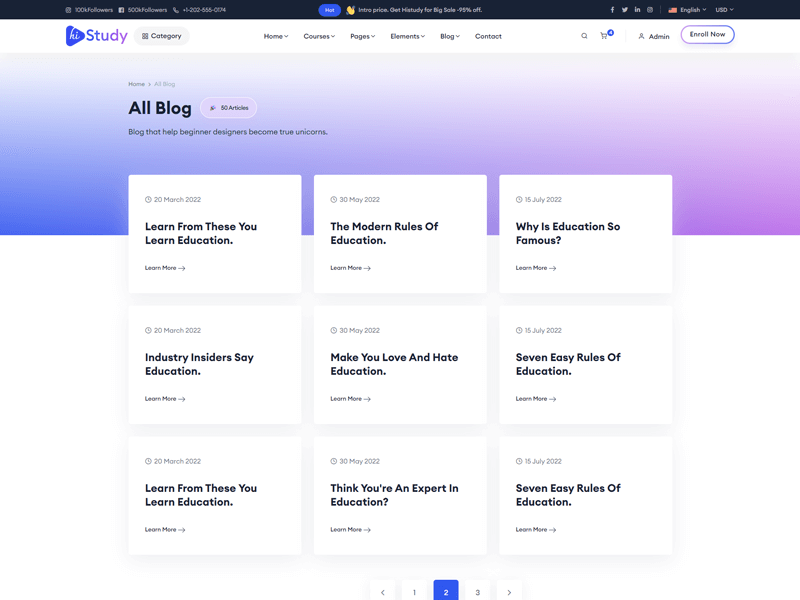 100kFollowers 500kFollowers +1-202-555-0174 Hot 👋 Intro price. Get Histudy for Big Sale -95% off. English USD
hiStudy Category Home Courses Pages Elements Blog Contact 4 Admin Enroll Now
Home > All Blog
All Blog 🎉 50 Articles
Blog that help beginner designers become true unicorns.
20 March 2022 30 May 2022 15 July 2022
Learn From These You The Modern Rules Of Why Is Education So
Learn Education. Education. Famous?
Learn More Learn More Learn More
20 March 2022 30 May 2022 15 July 2022
Industry Insiders Say Make You Love And Hate Seven Easy Rules Of
Education. Education. Education.
Learn More Learn More Learn More
20 March 2022 30 May 2022 15 July 2022
Learn From These You Think You're An Expert In Seven Easy Rules Of
Learn Education. Education? Education.
Learn More Learn More Learn More
1 2 3